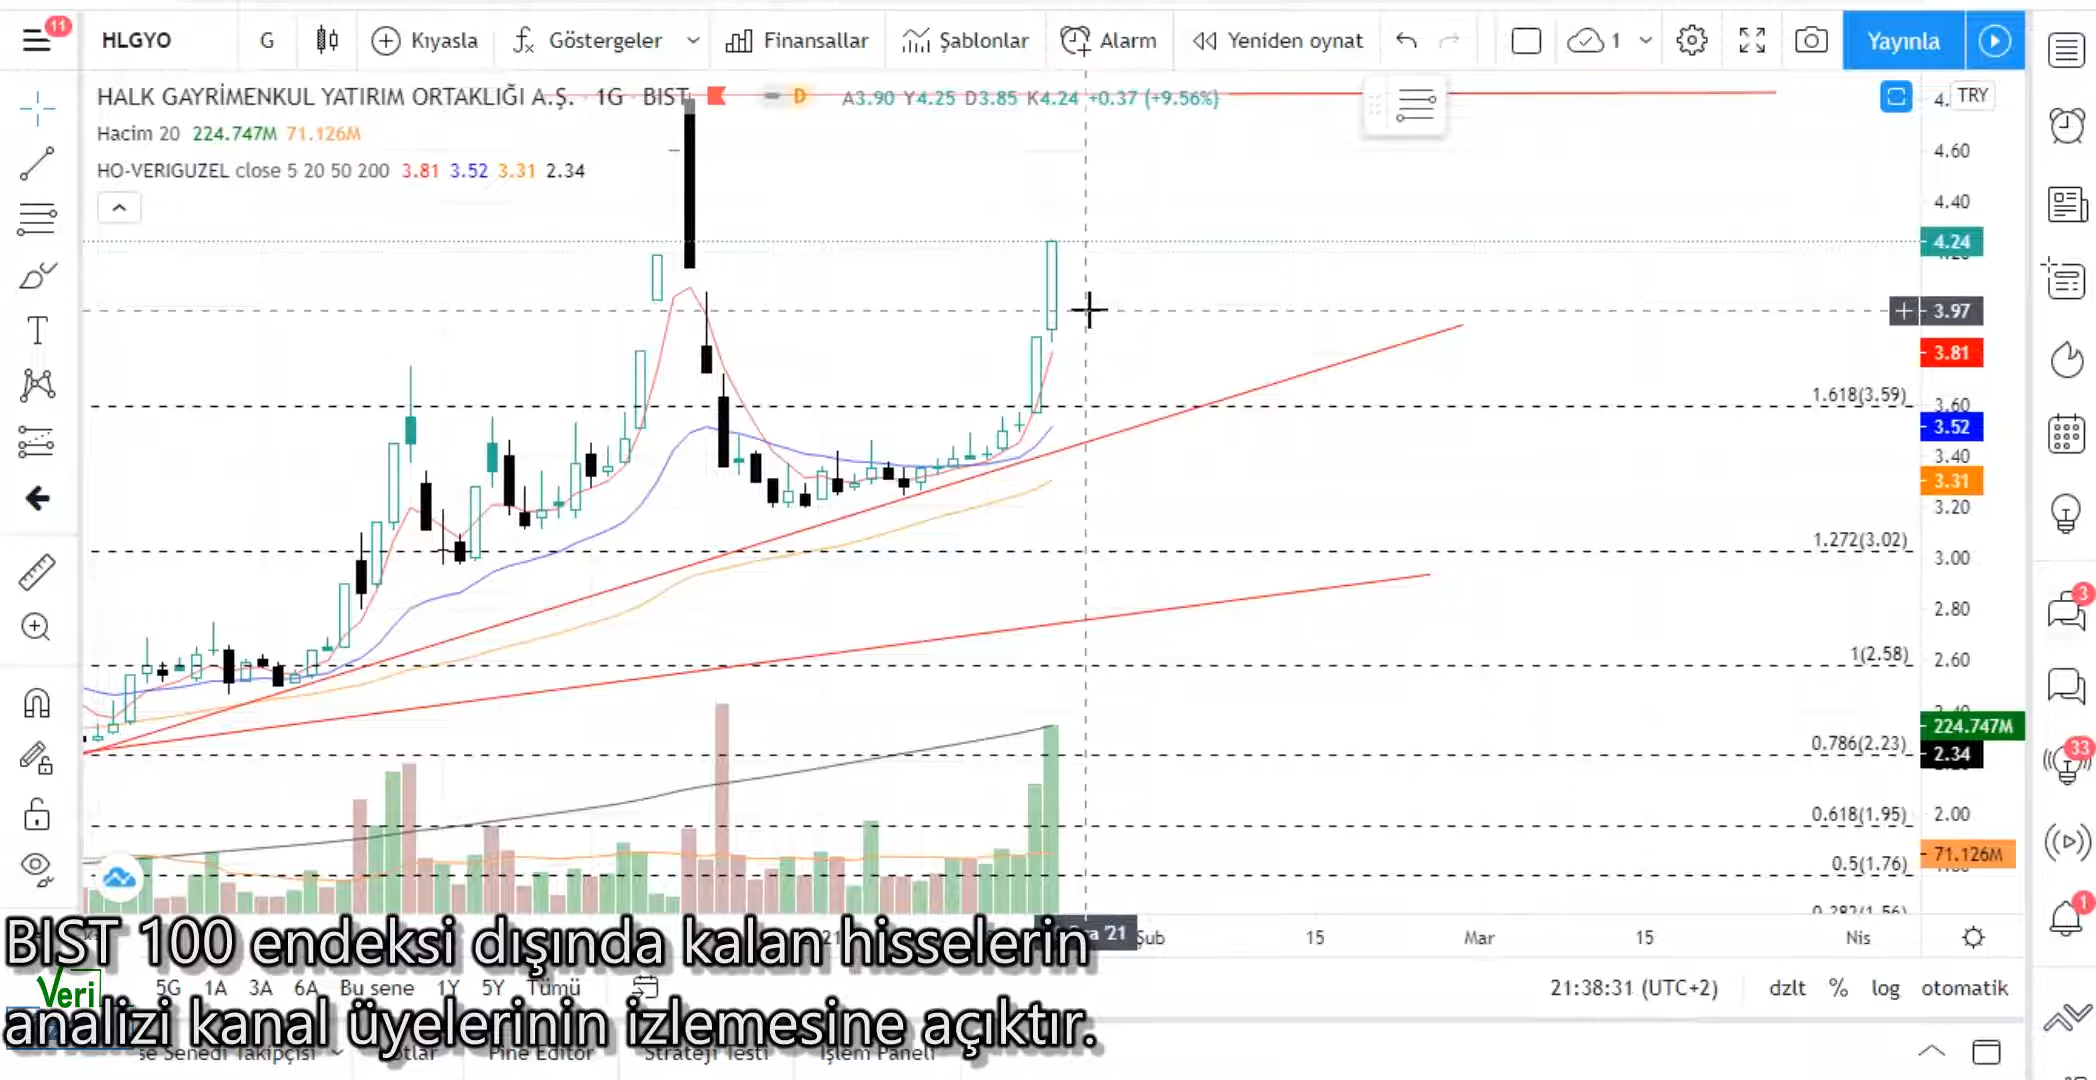 11
HLGYO
G
Kıyasla
Göstergeler
Finansallar
Şablonlar
Alarm
Yeniden oynat
1
Yayınla
HALK GAYRİMENKUL YATIRIM ORTAKLIĞI A.Ş. · 1G · BIST
D
A3.90 Y4.25 D3.85 K4.24 +0.37 (+9.56%)
TRY
Hacim 20 224.747M 71.126M
HO-VERIGUZEL close 5 20 50 200 3.81 3.52 3.31 2.34
4.60
4.40
4.24
3.97
3.81
1.618(3.59)
3.60
3.52
3.40
3.31
3.20
1.272(3.02)
3.00
2.80
1(2.58)
2.60
224.747M
0.786(2.23)
2.34
0.618(1.95)
2.00
0.5(1.76)
71.126M
3
33
1
'21
Şub
15
Mar
15
Nis
BIST 100 endeksi dışında kalan hisselerin
Veri
5G 1A 3A 6A Bu sene 1Y 5Y Tümü
21:38:31 (UTC+2)
dzlt % log otomatik
analizi kanal üyelerinin izlemesine açıktır.
Senedi Takipçisi
Pine Editör
Strateji Testi
İşlem Paneli